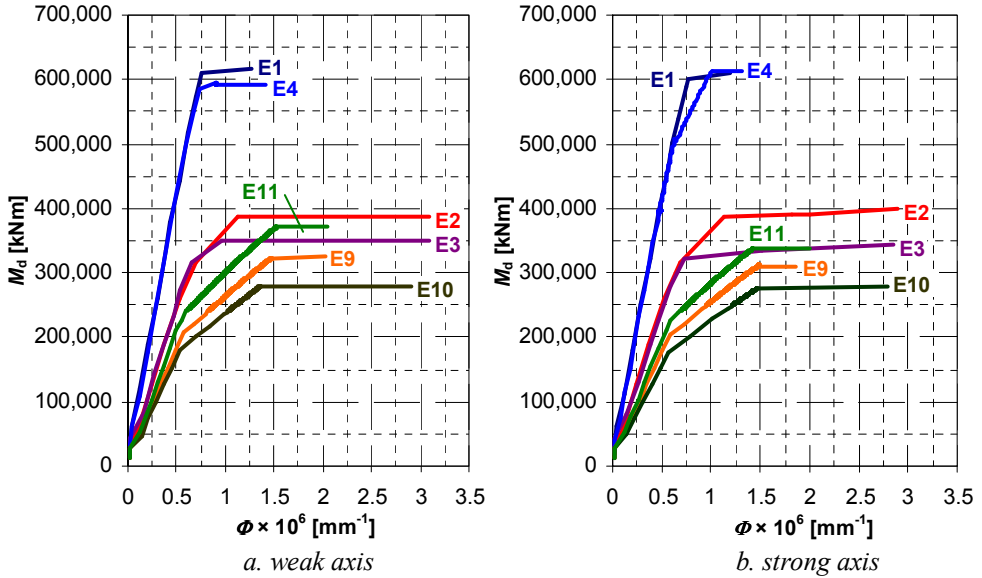 700,000
600,000
500,000
400,000
300,000
200,000
100,000
0
M_d [kNm]
E1
E4
E11
E2
E3
E9
E10
0 0.5 1 1.5 2 2.5 3 3.5
Φ × 10⁶ [mm⁻¹]
a. weak axis
700,000
600,000
500,000
400,000
300,000
200,000
100,000
0
M_d [kNm]
E1
E4
E2
E11
E3
E9
E10
0 0.5 1 1.5 2 2.5 3 3.5
Φ × 10⁶ [mm⁻¹]
b. strong axis